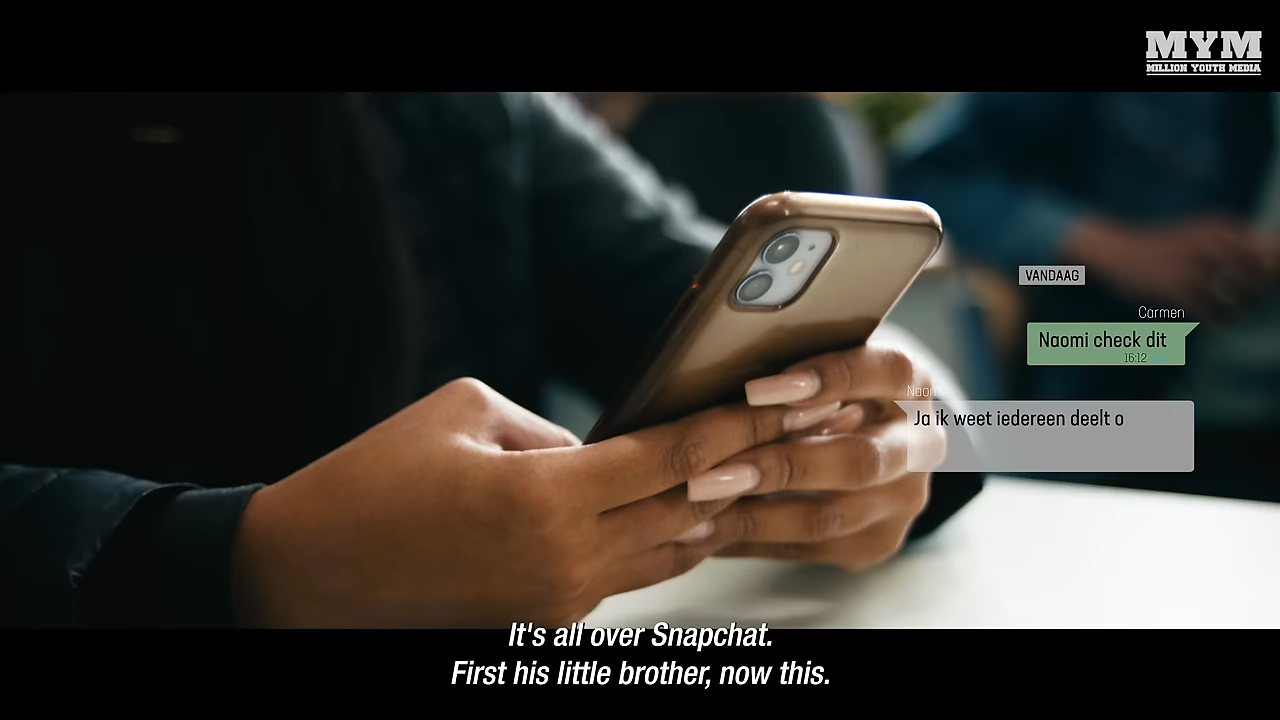 MYM
MILLION YOUTH MEDIA
VANDAAG
Carmen
Naomi check dit
16:12
Ja ik weet iedereen deelt o
It's all over Snapchat.
First his little brother, now this.